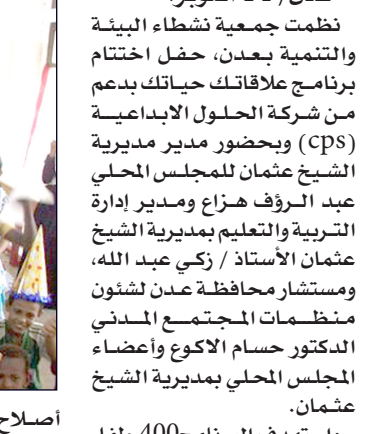 نظمت جمعية نشطاء البيئة
والتنمية بعدن، حفل اختتام
برنامج علاقاتك حياتك بدعم
من شركة الحلول الابداعية
(cps) وبحضور مدير مديرية
الشيخ عثمان للمجلس المحلي
عبد الرؤف هزاع ومدير إدارة
التربية والتعليم بمديرية الشيخ
عثمان الأستاذ / زكي عبد الله،
ومستشار محافظة عدن لشئون
منظمات المجتمع المدني
الدكتور حسام الاكوع وأعضاء
المجلس المحلي بمديرية الشيخ
عثمان.
400
أصلاح